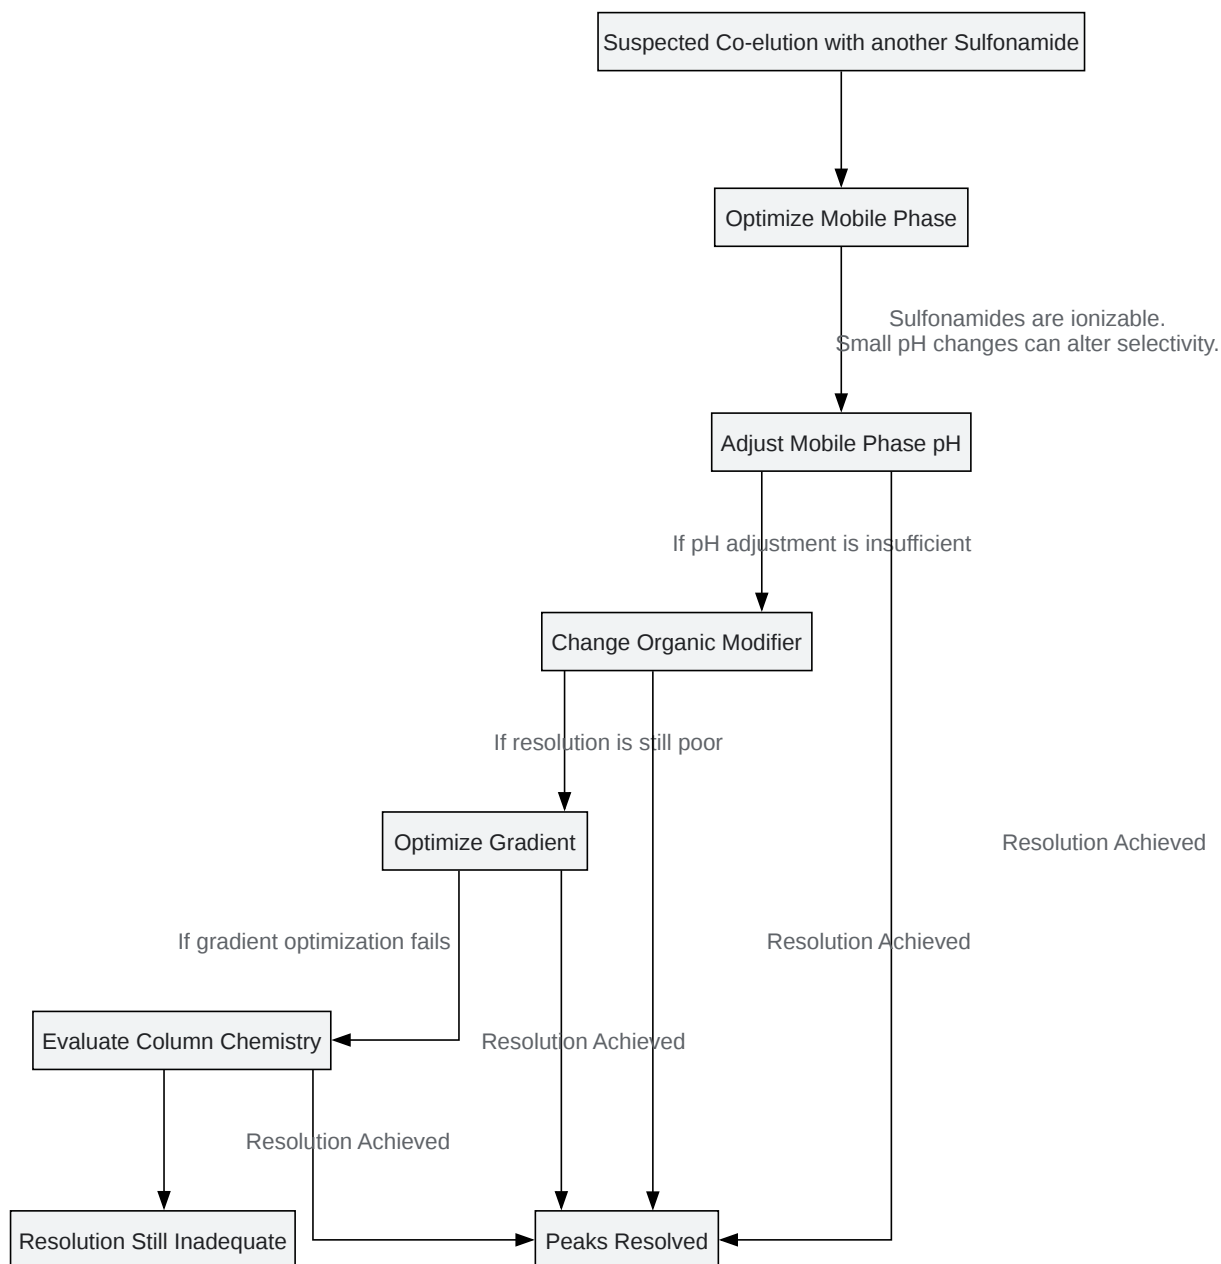 Suspected Co-elution with another Sulfonamide
Optimize Mobile Phase
Sulfonamides are ionizable.
Small pH changes can alter selectivity.
Adjust Mobile Phase pH
If pH adjustment is insufficient
Change Organic Modifier
If resolution is still poor
Optimize Gradient
Resolution Achieved
If gradient optimization fails
Resolution Achieved
Evaluate Column Chemistry
Resolution Achieved
Resolution Achieved
Resolution Still Inadequate
Peaks Resolved